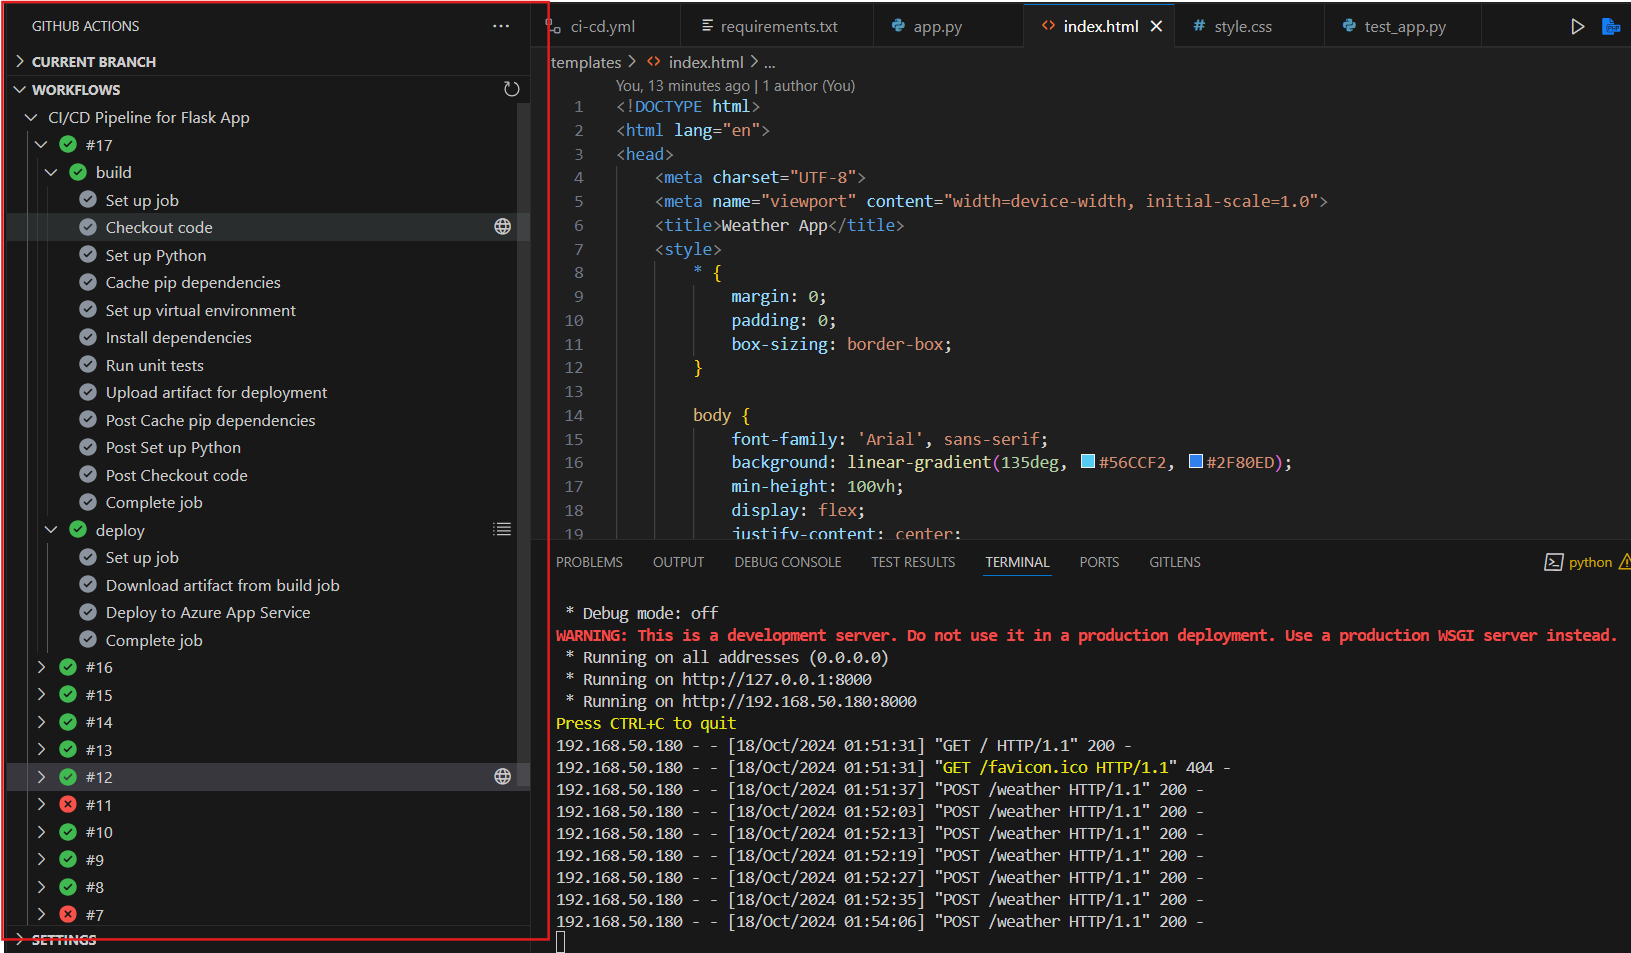 GITHUB ACTIONS
CURRENT BRANCH
WORKFLOWS
CI/CD Pipeline for Flask App
#17
build
Set up job
Checkout code
Set up Python
Cache pip dependencies
Set up virtual environment
Install dependencies
Run unit tests
Upload artifact for deployment
Post Cache pip dependencies
Post Set up Python
Post Checkout code
Complete job
deploy
Set up job
Download artifact from build job
Deploy to Azure App Service
Complete job
#16
#15
#14
#13
#12
#11
#10
#9
#8
#7
SETTINGS
ci-cd.yml requirements.txt app.py index.html # style.css test_app.py
templates > index.html > ...
You, 13 minutes ago | 1 author (You)
1 <!DOCTYPE html>
2 <html lang="en">
3 <head>
4 <meta charset="UTF-8">
5 <meta name="viewport" content="width=device-width, initial-scale=1.0">
6 <title>Weather App</title>
7 <style>
8 * {
9 margin: 0;
10 padding: 0;
11 box-sizing: border-box;
12 }
13
14 body {
15 font-family: 'Arial', sans-serif;
16 background: linear-gradient(135deg, #56CCF2, #2F80ED);
17 min-height: 100vh;
18 display: flex;
19 justify-content: center;
PROBLEMS OUTPUT DEBUG CONSOLE TEST RESULTS TERMINAL PORTS GITLENS python
* Debug mode: off
WARNING: This is a development server. Do not use it in a production deployment. Use a production WSGI server instead.
* Running on all addresses (0.0.0.0)
* Running on http://127.0.0.1:8000
* Running on http://192.168.50.180:8000
Press CTRL+C to quit
192.168.50.180 - - [18/Oct/2024 01:51:31] "GET / HTTP/1.1" 200 -
192.168.50.180 - - [18/Oct/2024 01:51:31] "GET /favicon.ico HTTP/1.1" 404 -
192.168.50.180 - - [18/Oct/2024 01:51:37] "POST /weather HTTP/1.1" 200 -
192.168.50.180 - - [18/Oct/2024 01:52:03] "POST /weather HTTP/1.1" 200 -
192.168.50.180 - - [18/Oct/2024 01:52:13] "POST /weather HTTP/1.1" 200 -
192.168.50.180 - - [18/Oct/2024 01:52:19] "POST /weather HTTP/1.1" 200 -
192.168.50.180 - - [18/Oct/2024 01:52:27] "POST /weather HTTP/1.1" 200 -
192.168.50.180 - - [18/Oct/2024 01:52:35] "POST /weather HTTP/1.1" 200 -
192.168.50.180 - - [18/Oct/2024 01:54:06] "POST /weather HTTP/1.1" 200 -